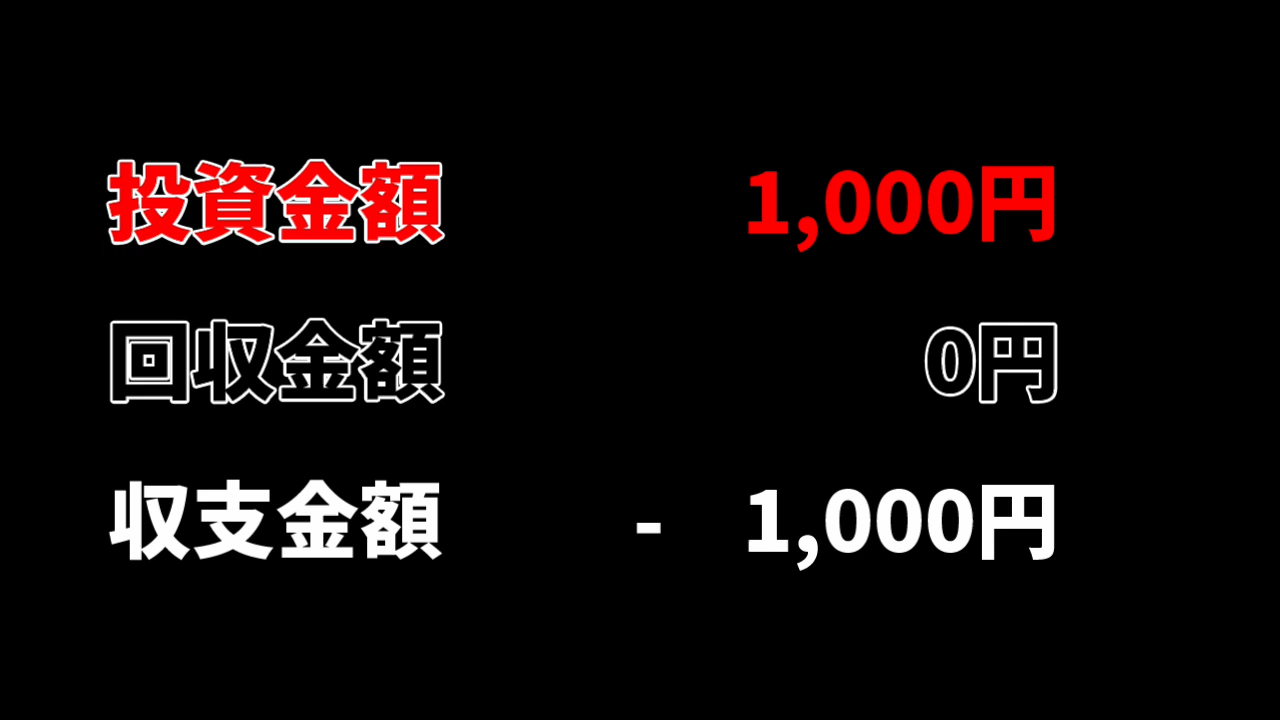 投資金額 1,000円
回収金額 0円
収支金額 - 1,000円